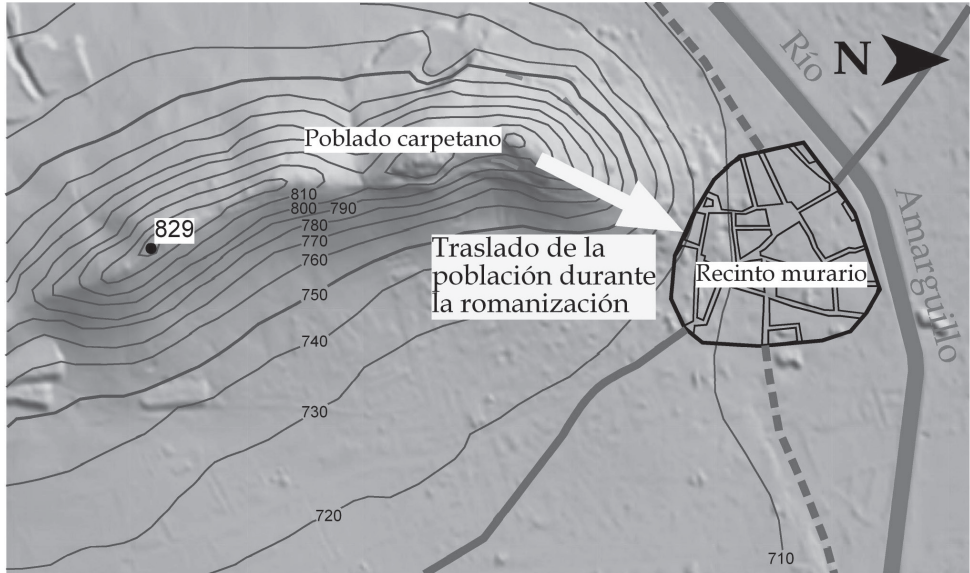 Río
N
Poblado carpetano
810
800
790
780
770
760
829
Traslado de la
población durante
la romanización
Recinto murario
Amarguillo
750
740
730
720
710